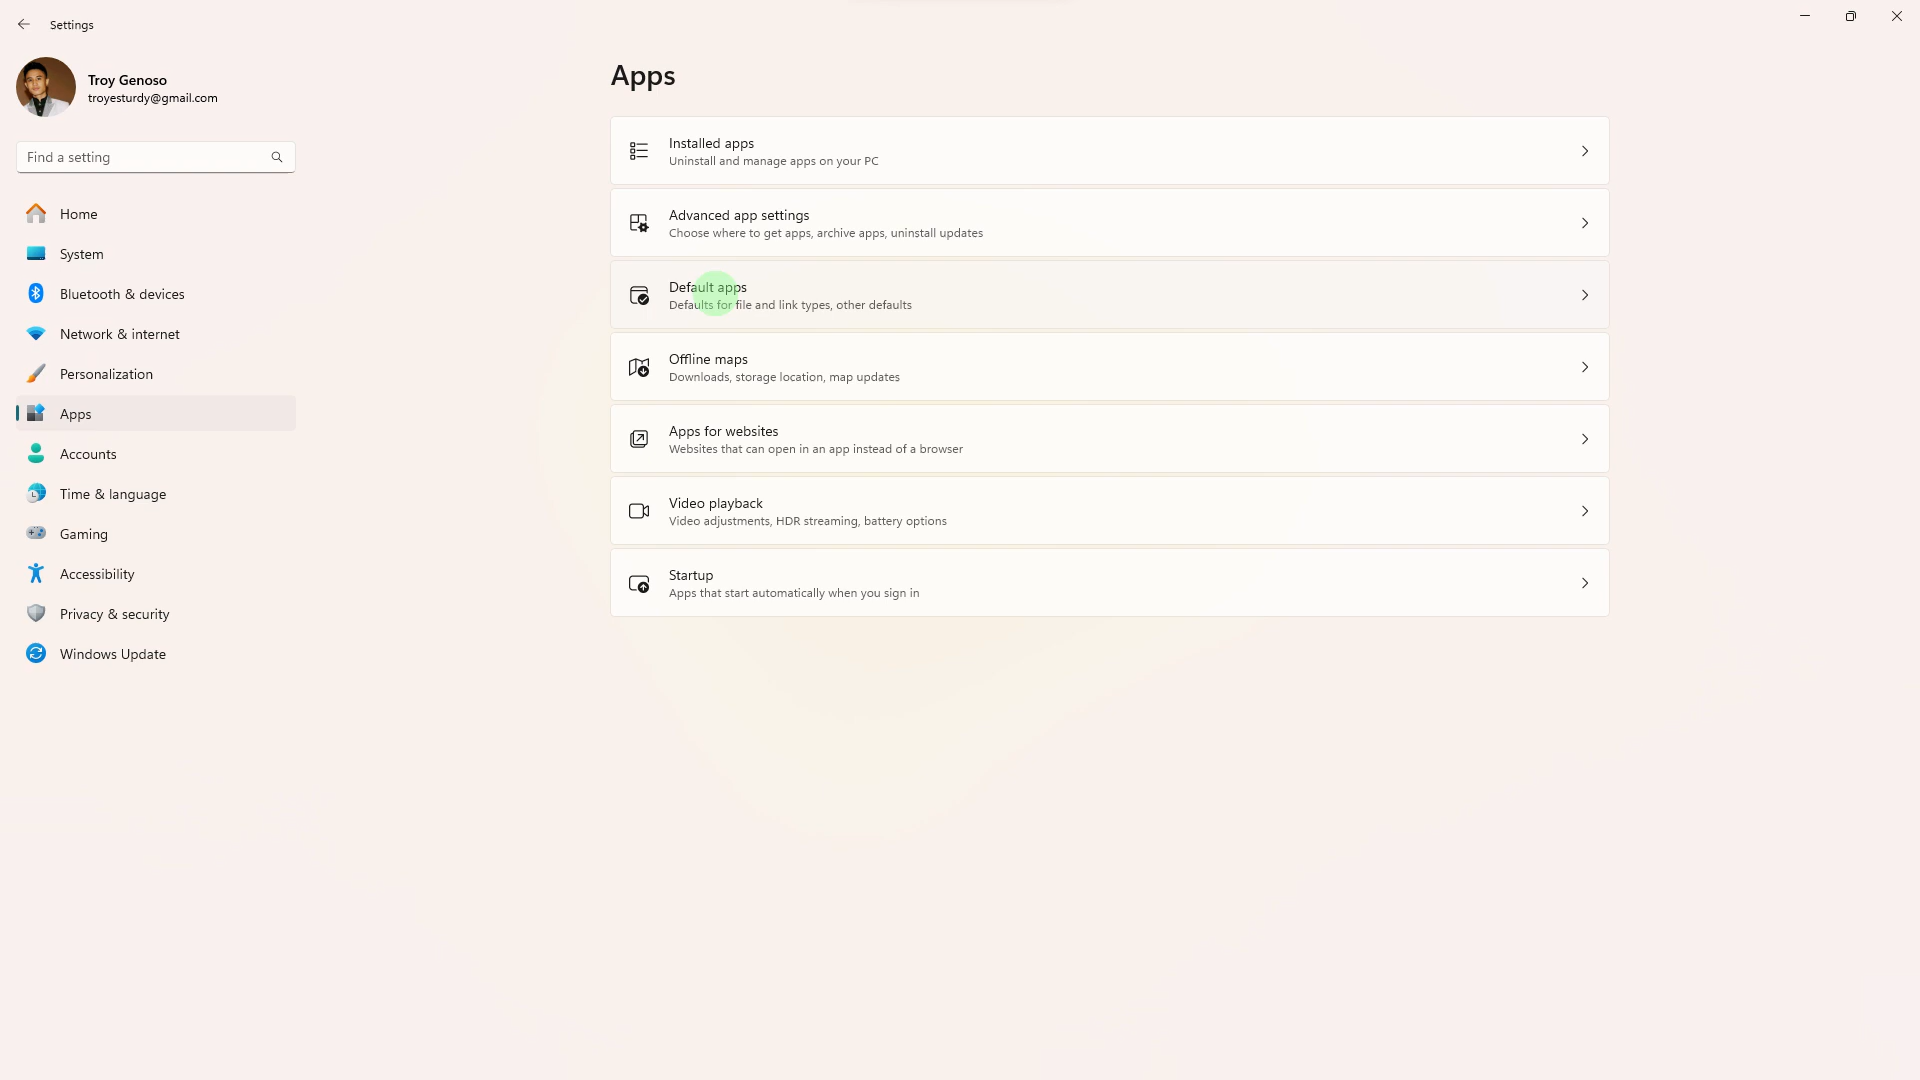 Settings
Troy Genoso
troyesturdy@gmail.com
Find a setting
Home
System
Bluetooth & devices
Network & internet
Personalization
Apps
Accounts
Time & language
Gaming
Accessibility
Privacy & security
Windows Update
Apps
Installed apps
Uninstall and manage apps on your PC
Advanced app settings
Choose where to get apps, archive apps, uninstall updates
Default apps
Defaults for file and link types, other defaults
Offline maps
Downloads, storage location, map updates
Apps for websites
Websites that can open in an app instead of a browser
Video playback
Video adjustments, HDR streaming, battery options
Startup
Apps that start automatically when you sign in